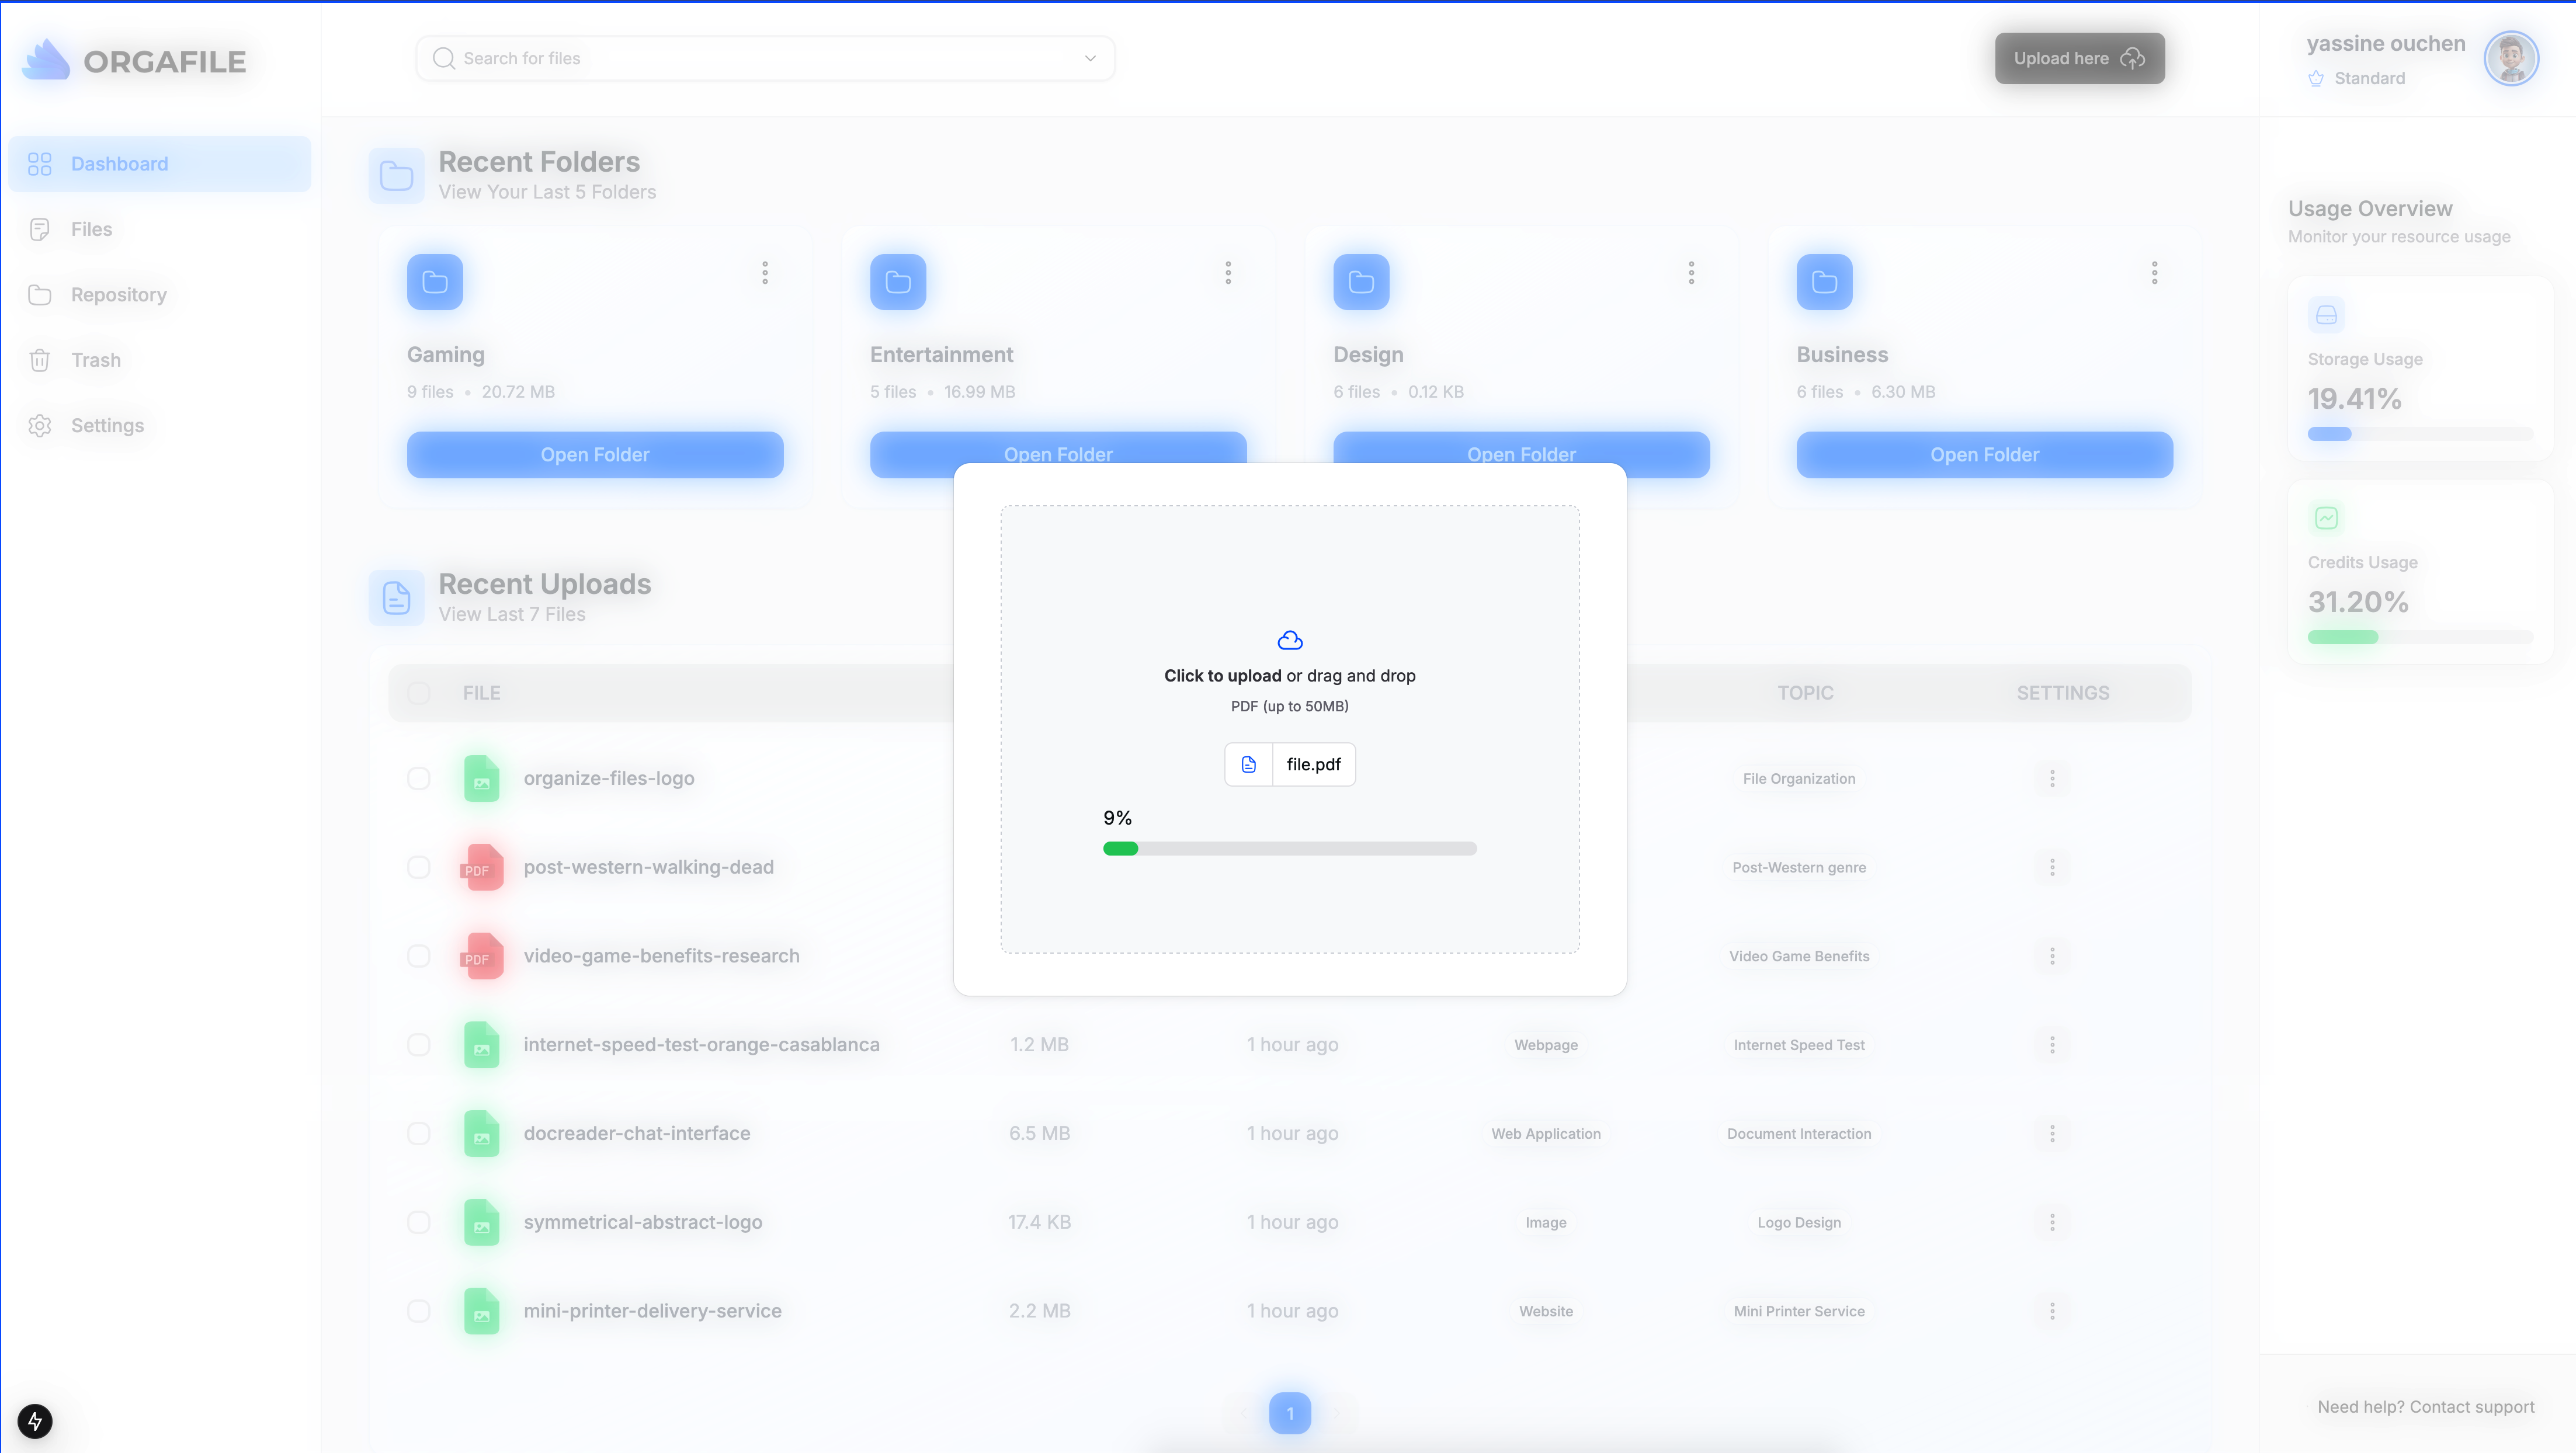 ORGAFILE
Search for files
Upload here
yassine ouchen
Standard
Dashboard
Files
Repository
Trash
Settings
Recent Folders
View Your Last 5 Folders
Gaming
9 files • 20.72 MB
Open Folder
Entertainment
5 files • 16.99 MB
Open Folder
Design
6 files • 0.12 KB
Open Folder
Business
6 files • 6.30 MB
Open Folder
Usage Overview
Monitor your resource usage
Storage Usage
19.41%
Credits Usage
31.20%
Recent Uploads
View Last 7 Files
FILE TOPIC SETTINGS
organize-files-logo File Organization
PDF post-western-walking-dead Post-Western genre
PDF video-game-benefits-research Video Game Benefits
internet-speed-test-orange-casablanca 1.2 MB 1 hour ago Webpage Internet Speed Test
docreader-chat-interface 6.5 MB 1 hour ago Web Application Document Interaction
symmetrical-abstract-logo 17.4 KB 1 hour ago Image Logo Design
mini-printer-delivery-service 2.2 MB 1 hour ago Website Mini Printer Service
1
Click to upload or drag and drop
PDF (up to 50MB)
file.pdf
9%
Need help? Contact support